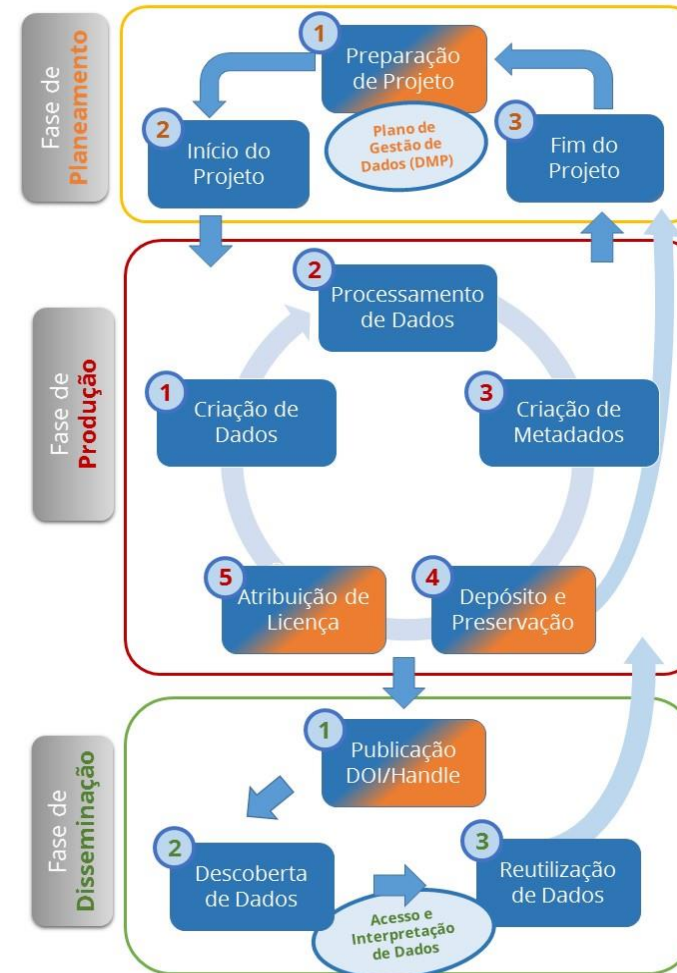 Fase de
Planeamento
1
Preparação
de Projeto
2
Início do
Projeto
Plano de
Gestão de
Dados (DMP)
3
Fim do
Projeto
Fase de
Produção
2
Processamento
de Dados
1
Criação de
Dados
3
Criação de
Metadados
5
Atribuição de
Licença
4
Depósito e
Preservação
Fase de
Disseminação
1
Publicação
DOI/Handle
2
Descoberta
de Dados
3
Reutilização
de Dados
Acesso e
Interpretação
de Dados